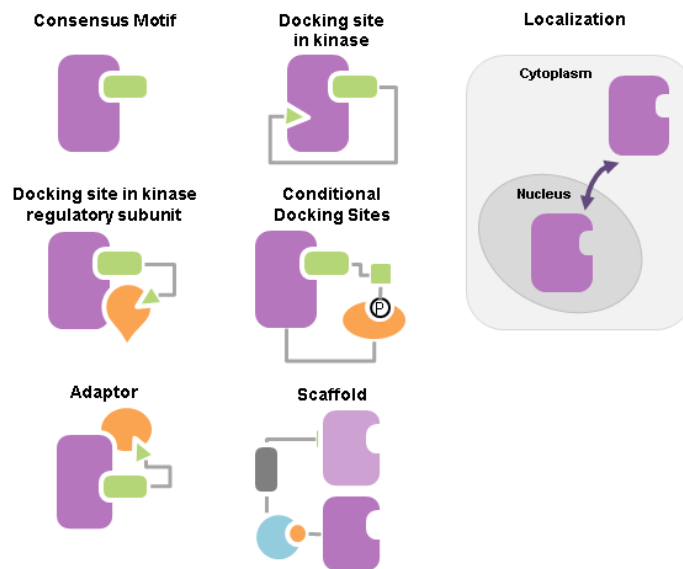 Consensus Motif
Docking site
in kinase
Localization
Cytoplasm
Nucleus
Docking site in kinase
regulatory subunit
Conditional
Docking Sites
P
Adaptor
Scaffold